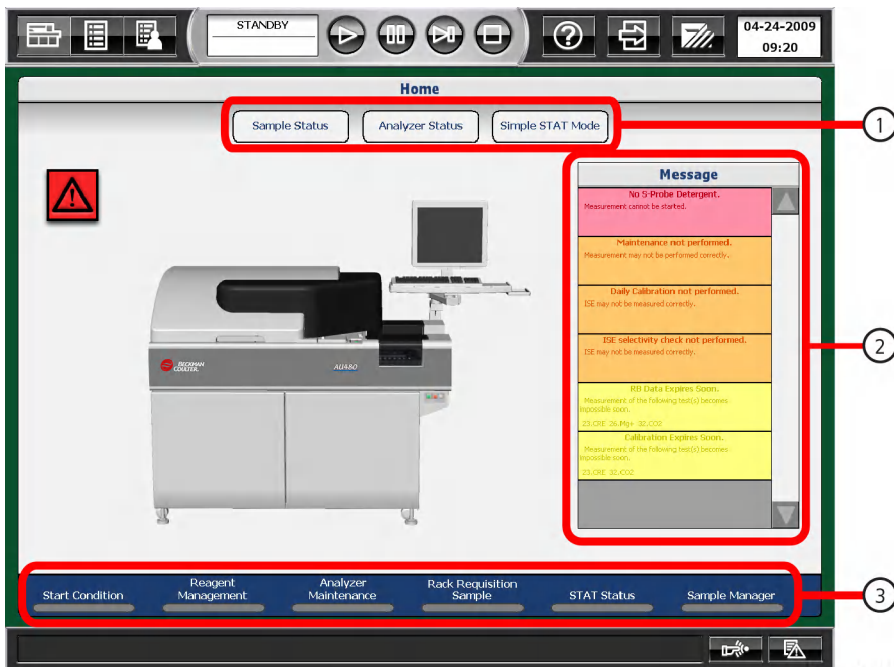 STANDBY
04-24-2009
09:20
Home
Sample Status
Analyzer Status
Simple STAT Mode
1
Message
No S-Probe Detergent.
Measurement cannot be started.
Maintenance not performed.
Measurement may not be performed correctly.
Daily Calibration not performed.
ISE may not be measured correctly.
ISE selectivity check not performed.
ISE may not be measured correctly.
2
RB Data Expires Soon.
Measurement of the following test(s) becomes
impossible soon.
23.CRE 26.Mg+ 32.CO2
Calibration Expires Soon.
Measurement of the following test(s) becomes
impossible soon.
23.CRE 32.CO2
BECKMAN
COULTER
AU480
Start Condition
Reagent
Management
Analyzer
Maintenance
Rack Requisition
Sample
STAT Status
Sample Manager
3